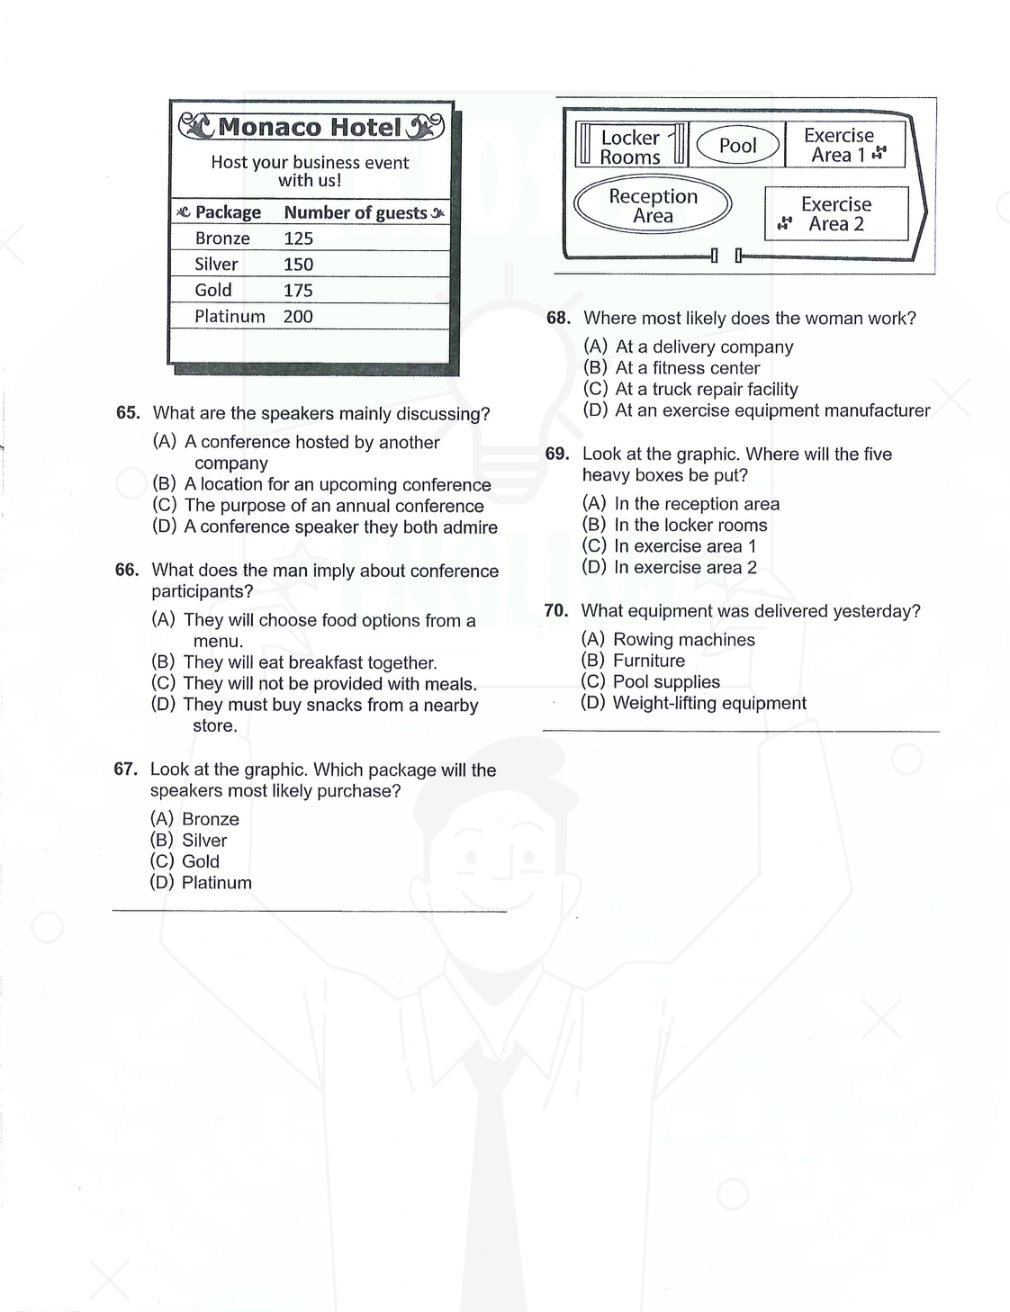 Monaco Hotel
Host your business event
with us!
Package Number of guests
Bronze 125
Silver 150
Gold 175
Platinum 200
65. What are the speakers mainly discussing?
(A) A conference hosted by another
company
(B) A location for an upcoming conference
(C) The purpose of an annual conference
(D) A conference speaker they both admire
66. What does the man imply about conference
participants?
(A) They will choose food options from a
menu.
(B) They will eat breakfast together.
(C) They will not be provided with meals.
(D) They must buy snacks from a nearby
store.
67. Look at the graphic. Which package will the
speakers most likely purchase?
(A) Bronze
(B) Silver
(C) Gold
(D) Platinum
Locker
Rooms
Pool
Exercise
Area 1
Reception
Area
Exercise
Area 2
68. Where most likely does the woman work?
(A) At a delivery company
(B) At a fitness center
(C) At a truck repair facility
(D) At an exercise equipment manufacturer
69. Look at the graphic. Where will the five
heavy boxes be put?
(A) In the reception area
(B) In the locker rooms
(C) In exercise area 1
(D) In exercise area 2
70. What equipment was delivered yesterday?
(A) Rowing machines
(B) Furniture
(C) Pool supplies
(D) Weight-lifting equipment